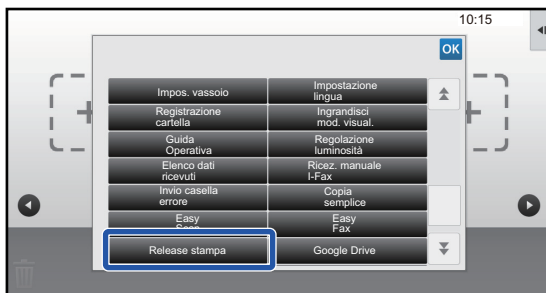 10:15
OK
Impos. vassoio
Impostazione
lingua
Registrazione
cartella
Ingrandisci
mod. visual.
Guida
Operativa
Regolazione
luminosità
Elenco dati
ricevuti
Ricez. manuale
I-Fax
Invio casella
errore
Copia
semplice
Easy
Scan
Easy
Fax
Release stampa
Google Drive